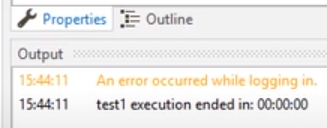 Properties Outline
Output
15:44:11 An error occurred while logging in.
15:44:11 test1 execution ended in: 00:00:00